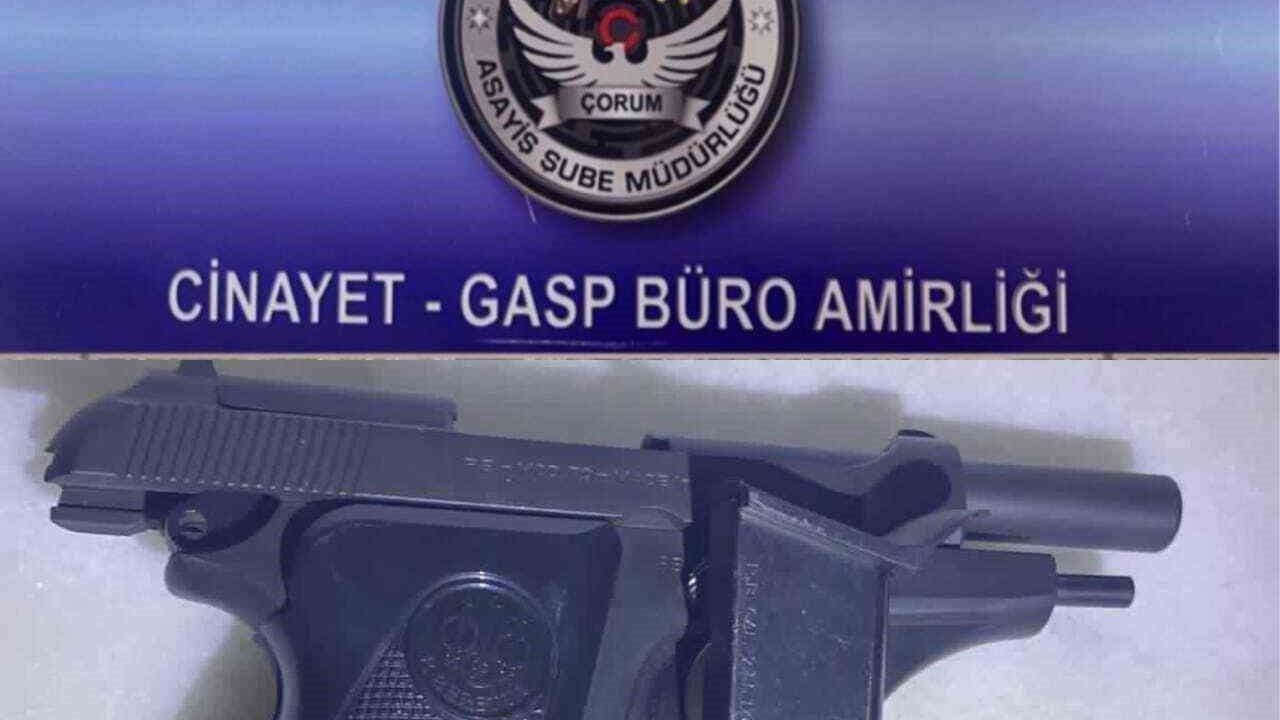 ÇORUM
ASAYİŞ ŞUBE MÜDÜRLÜĞÜ
CİNAYET - GASP BÜRO AMİRLİĞİ